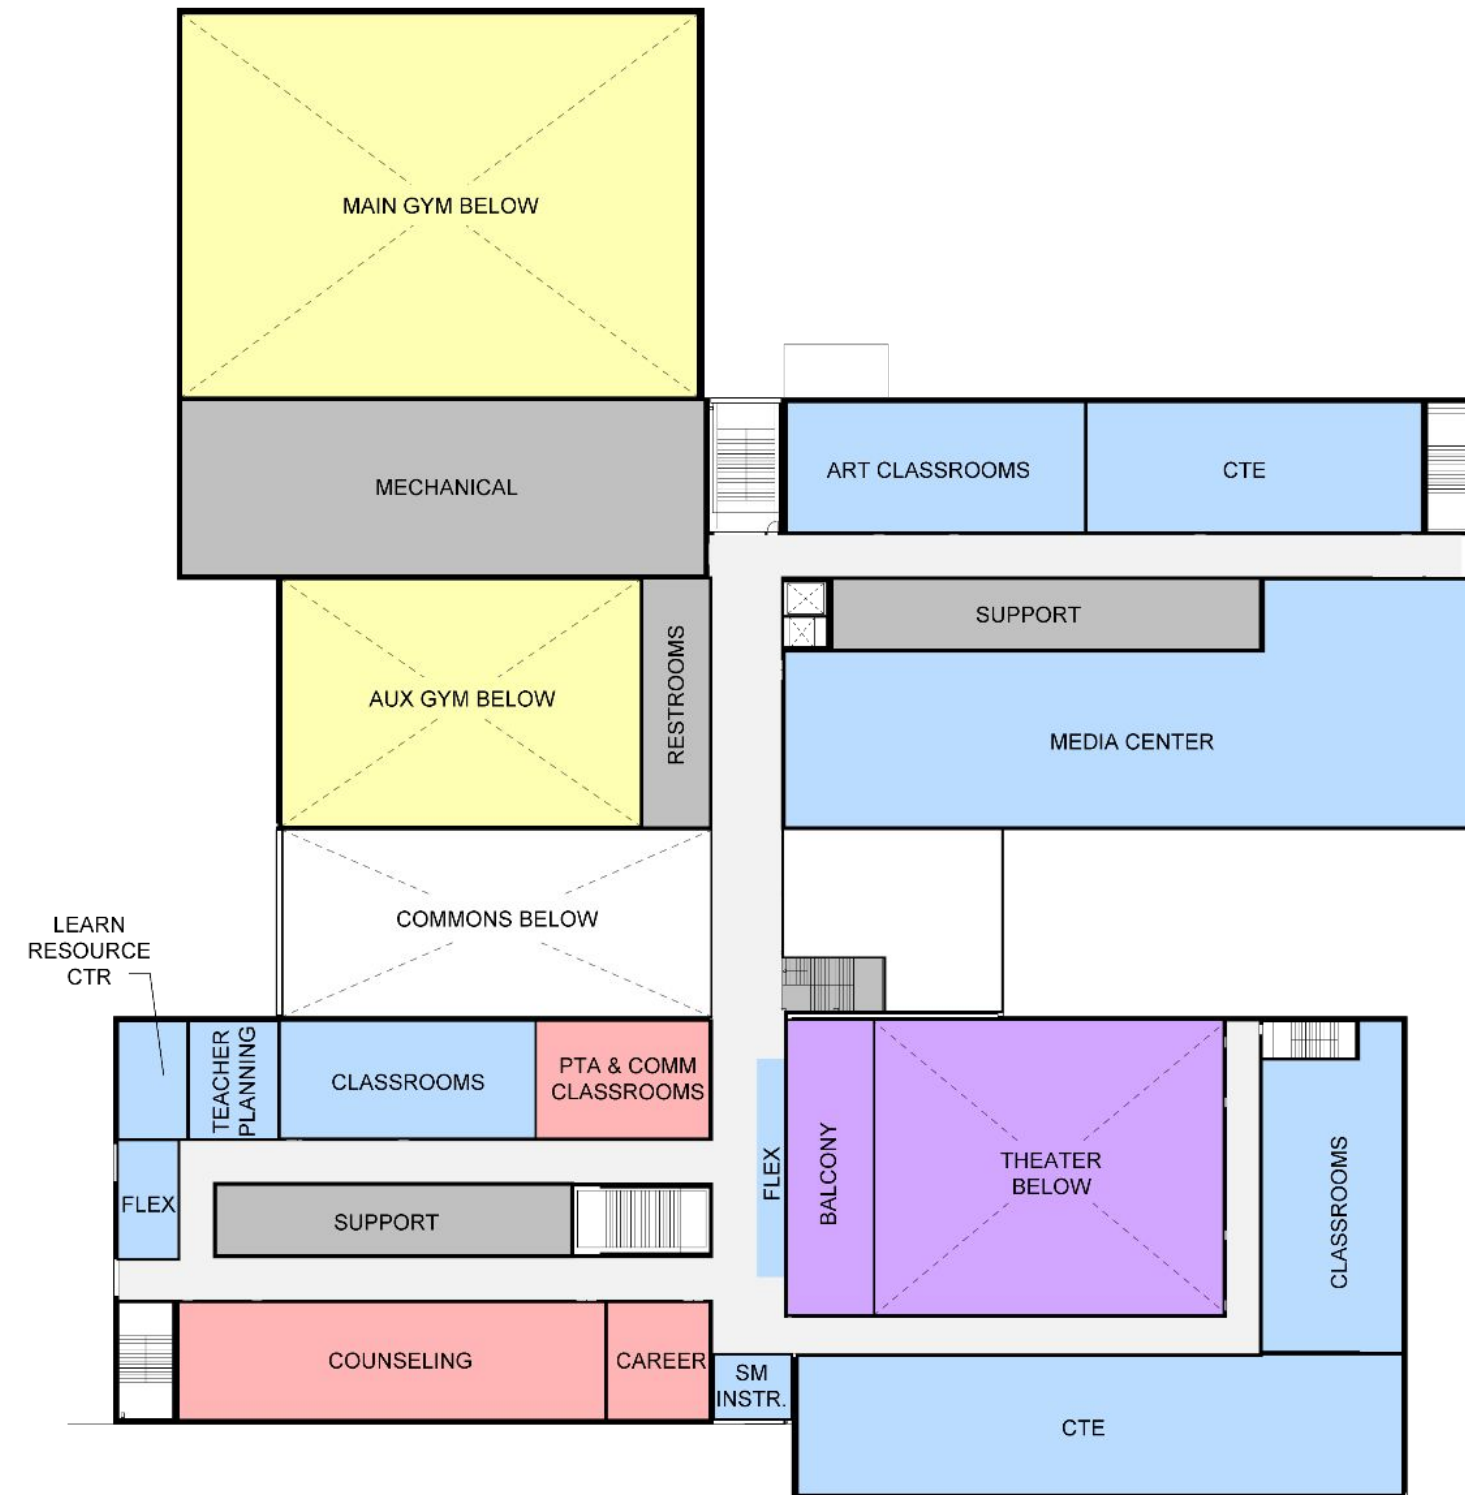 MAIN GYM BELOW
MECHANICAL
ART CLASSROOMS
CTE
SUPPORT
AUX GYM BELOW
RESTROOMS
MEDIA CENTER
COMMONS BELOW
LEARN
RESOURCE
CTR
TEACHER
PLANNING
CLASSROOMS
PTA & COMM
CLASSROOMS
FLEX
SUPPORT
FLEX
BALCONY
THEATER
BELOW
CLASSROOMS
COUNSELING
CAREER
SM
INSTR.
CTE